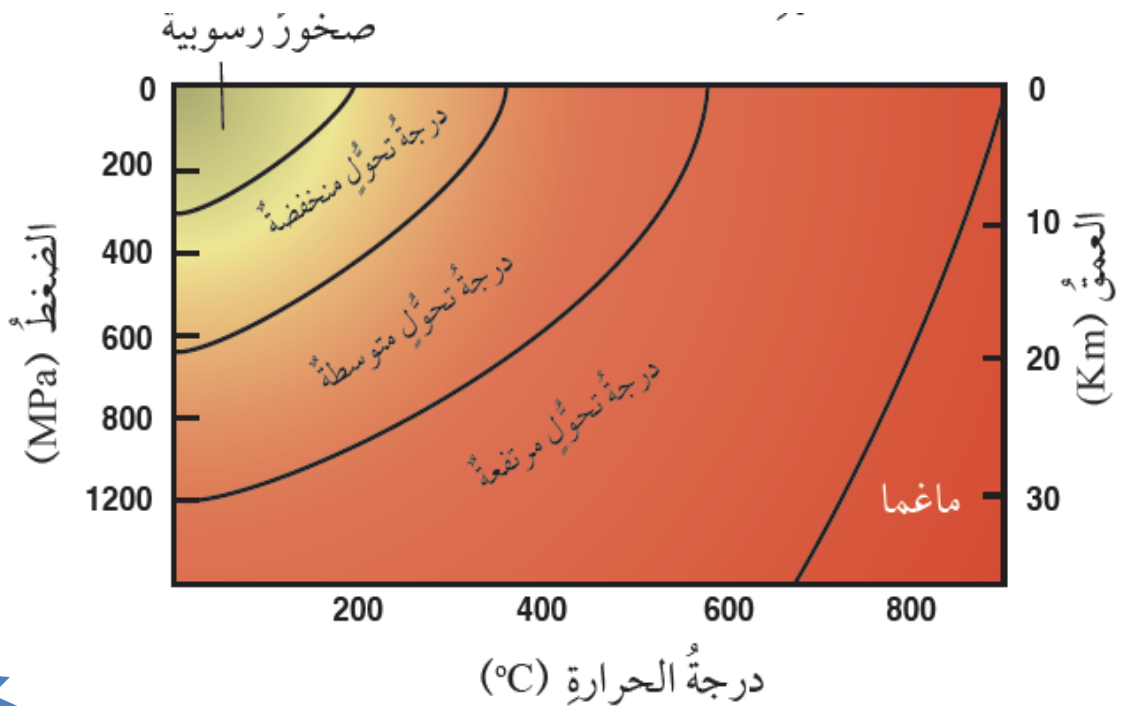 صخورٌ رسوبية
0
200
400
600
800
1200
الضغطُ (MPa)
درجةُ تحوُّلٍ منخفضةٌ
درجةُ تحوُّلٍ متوسطةٌ
درجةُ تحوُّلٍ مرتفعةٌ
ماغما
0
10
20
30
العمقُ (Km)
200 400 600 800
درجةُ الحرارةِ (°C)